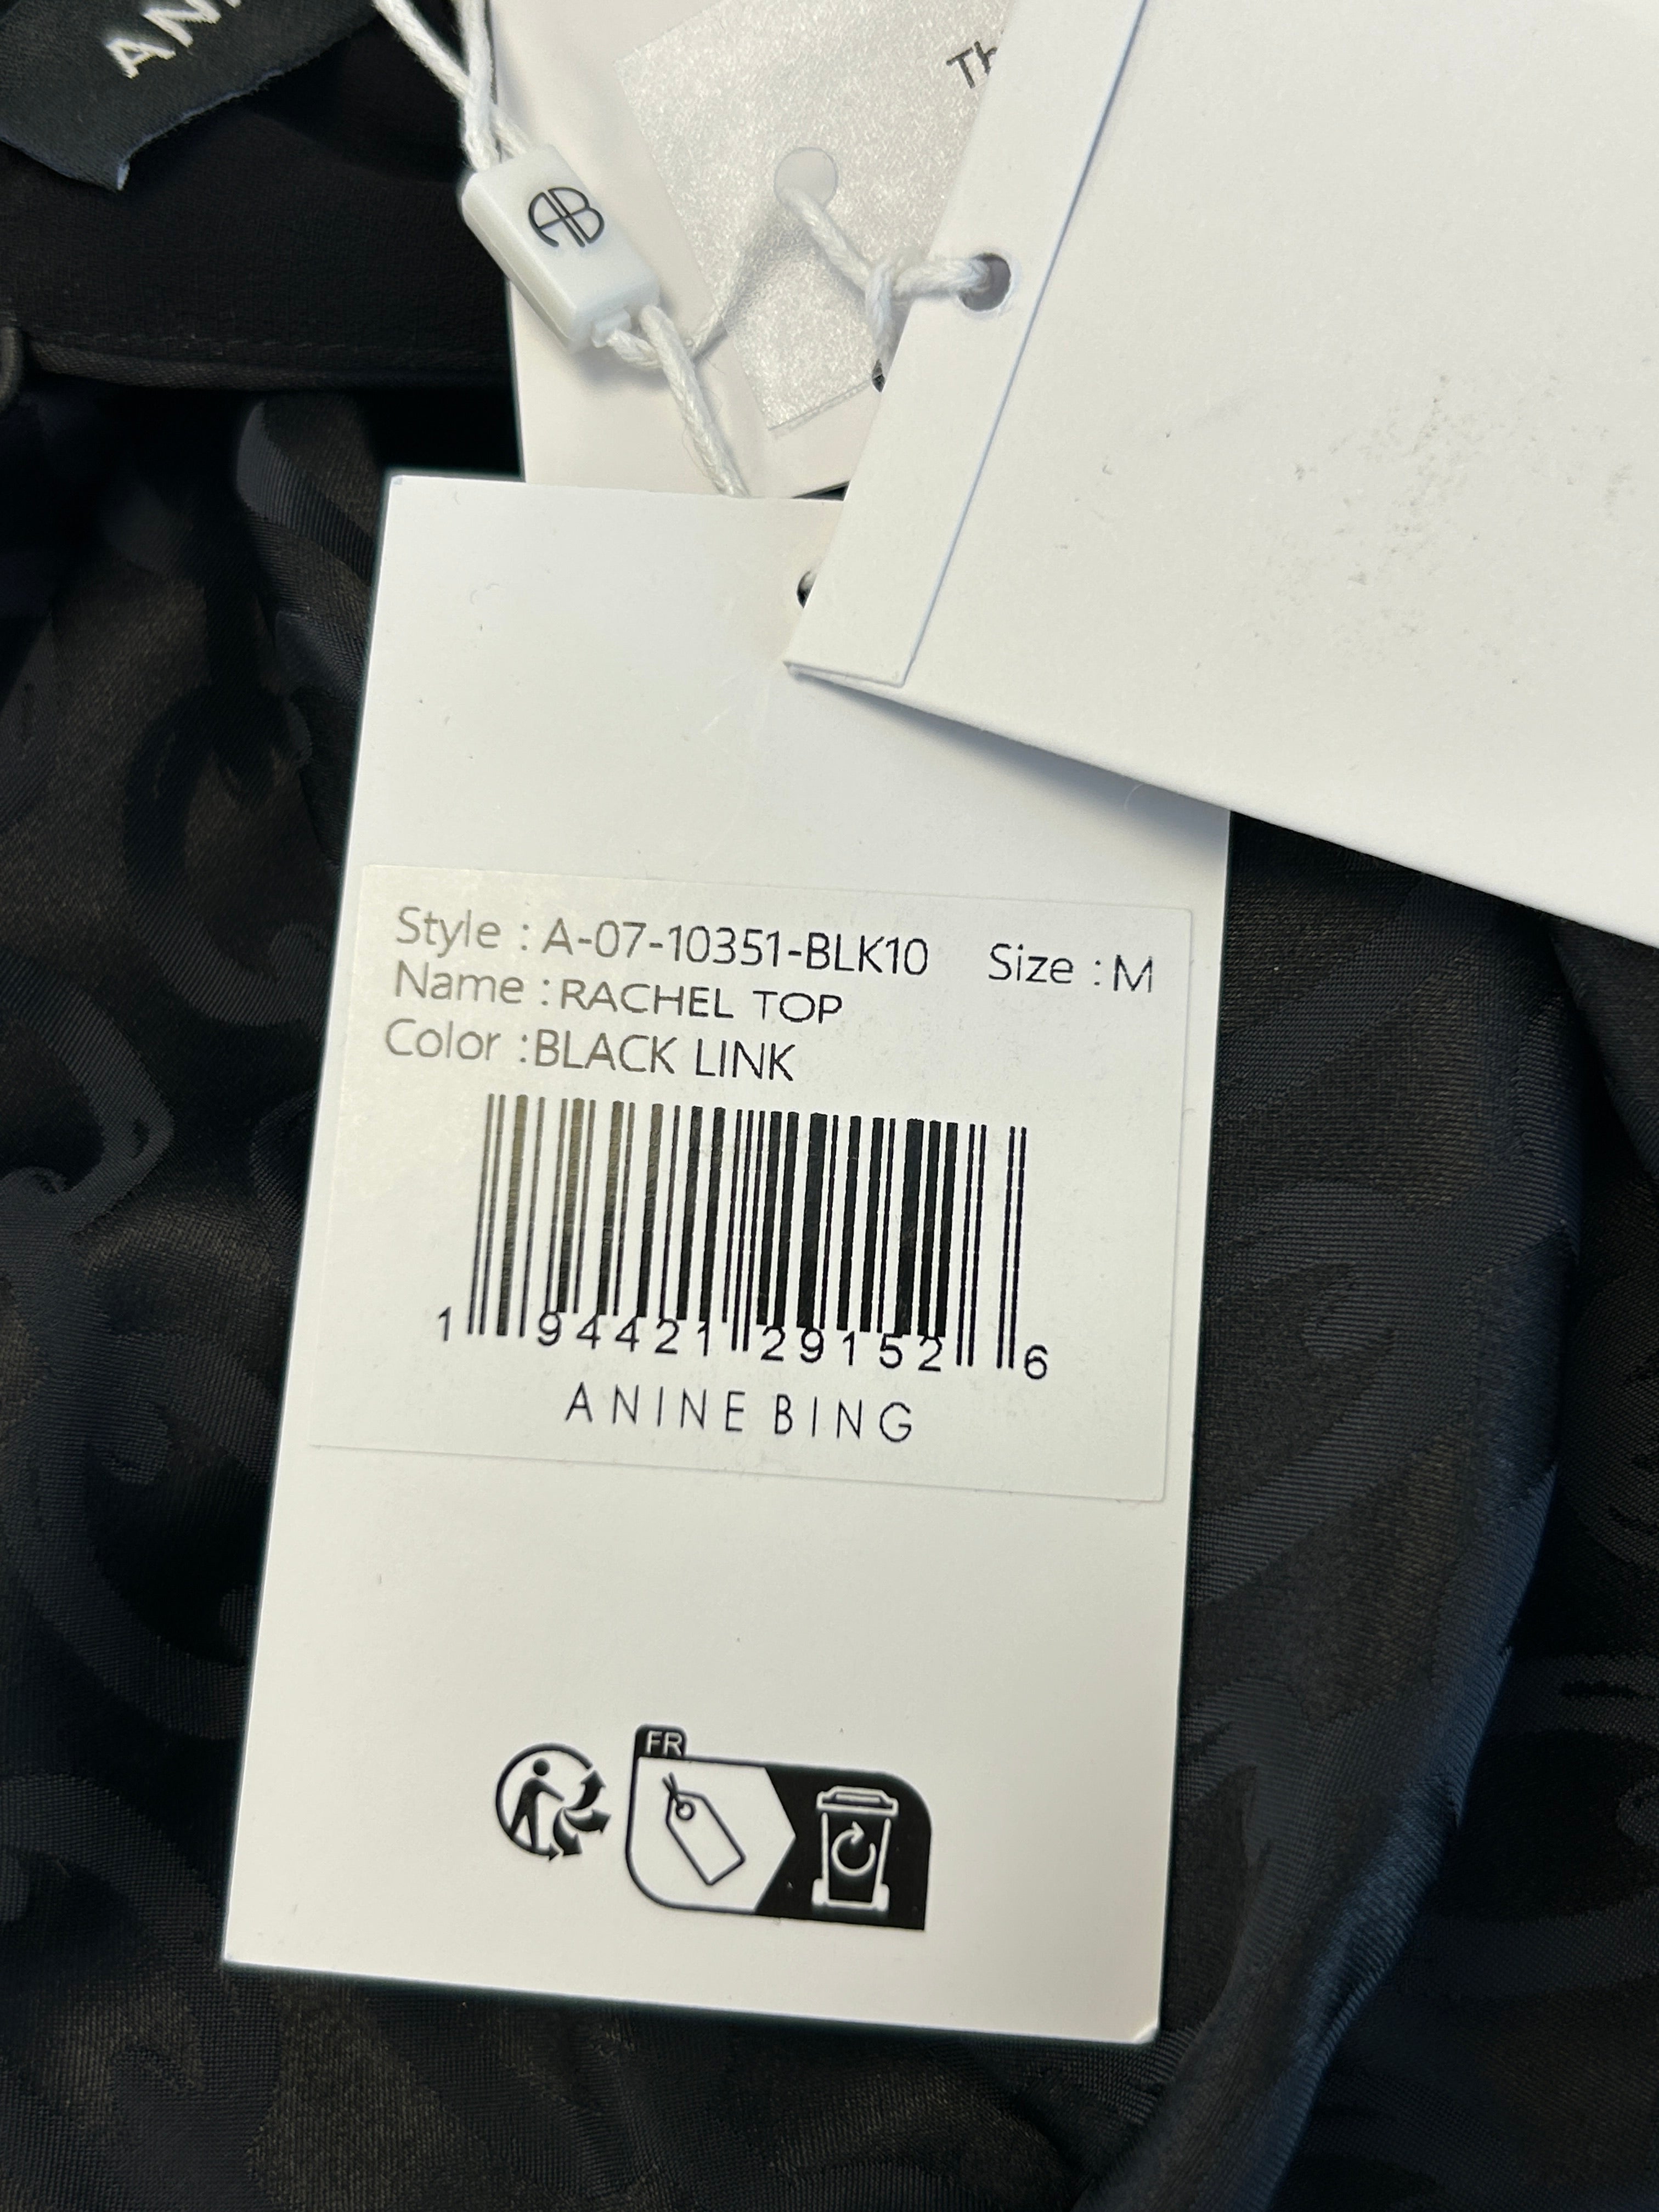 AB
Style : A-07-10351-BLK10 Size : M
Name : RACHEL TOP
Color : BLACK LINK
1 94421 29152 6
ANINE BING
FR